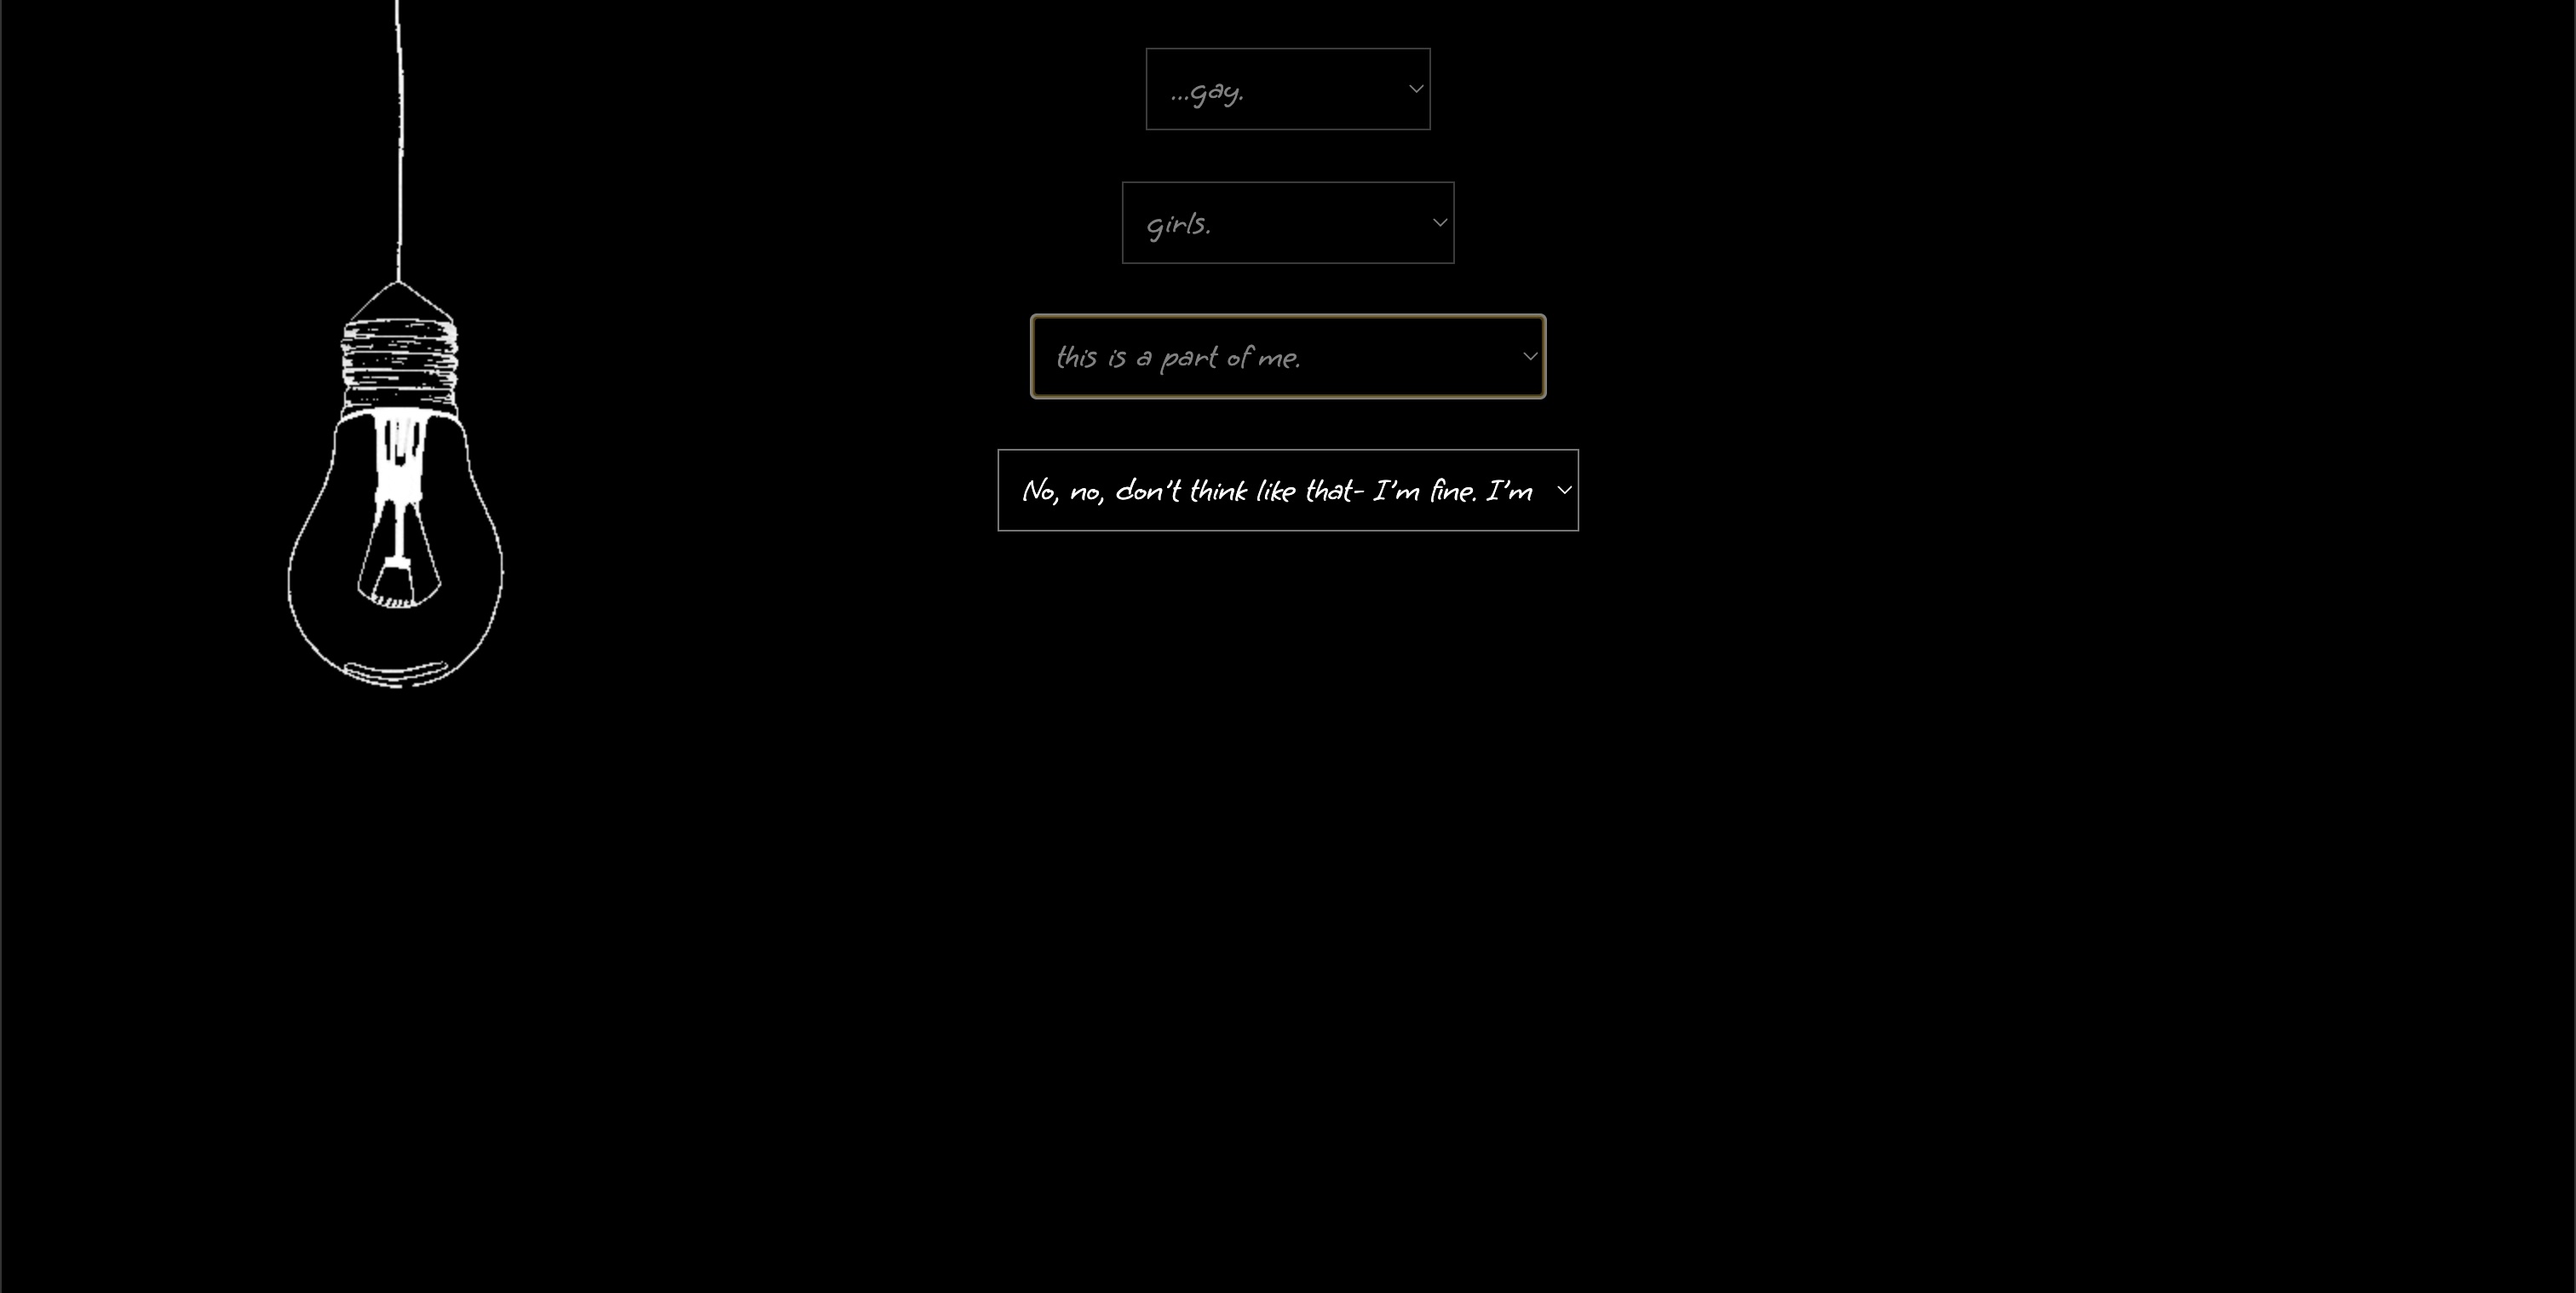 ...gay.
girls.
this is a part of me.
No, no, don't think like that- I'm fine. I'm